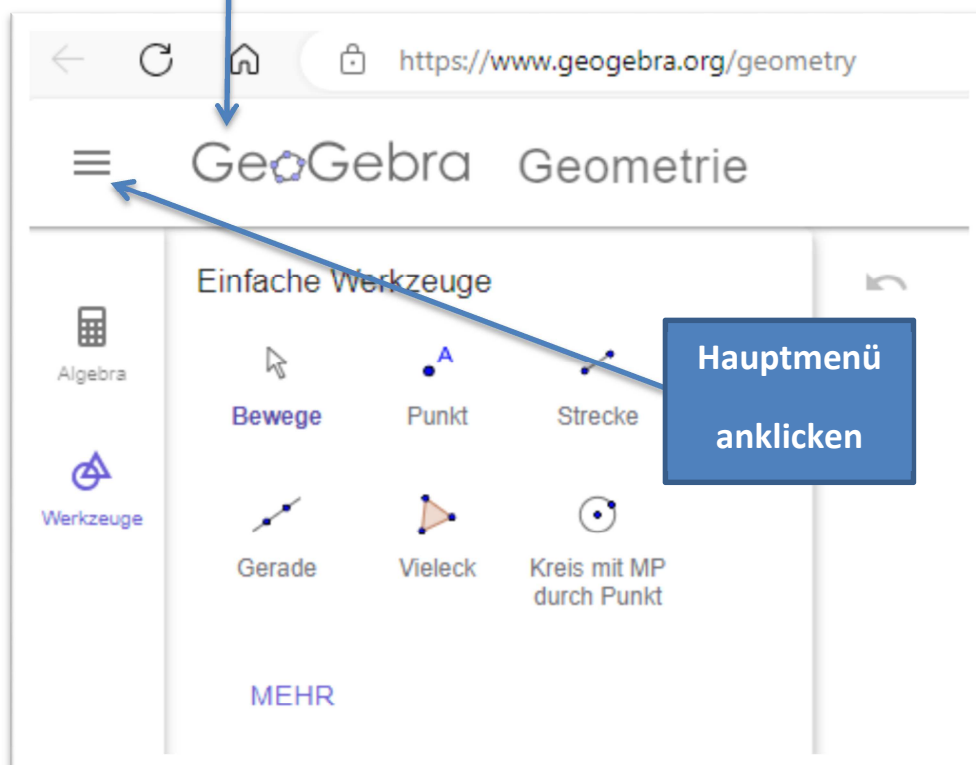 https://www.geogebra.org/geometry
GeoGebra Geometrie
Einfache Werkzeuge
Algebra
Werkzeuge
Bewege
Punkt
A
Strecke
Gerade
Vieleck
Kreis mit MP
durch Punkt
MEHR
Hauptmenü
anklicken